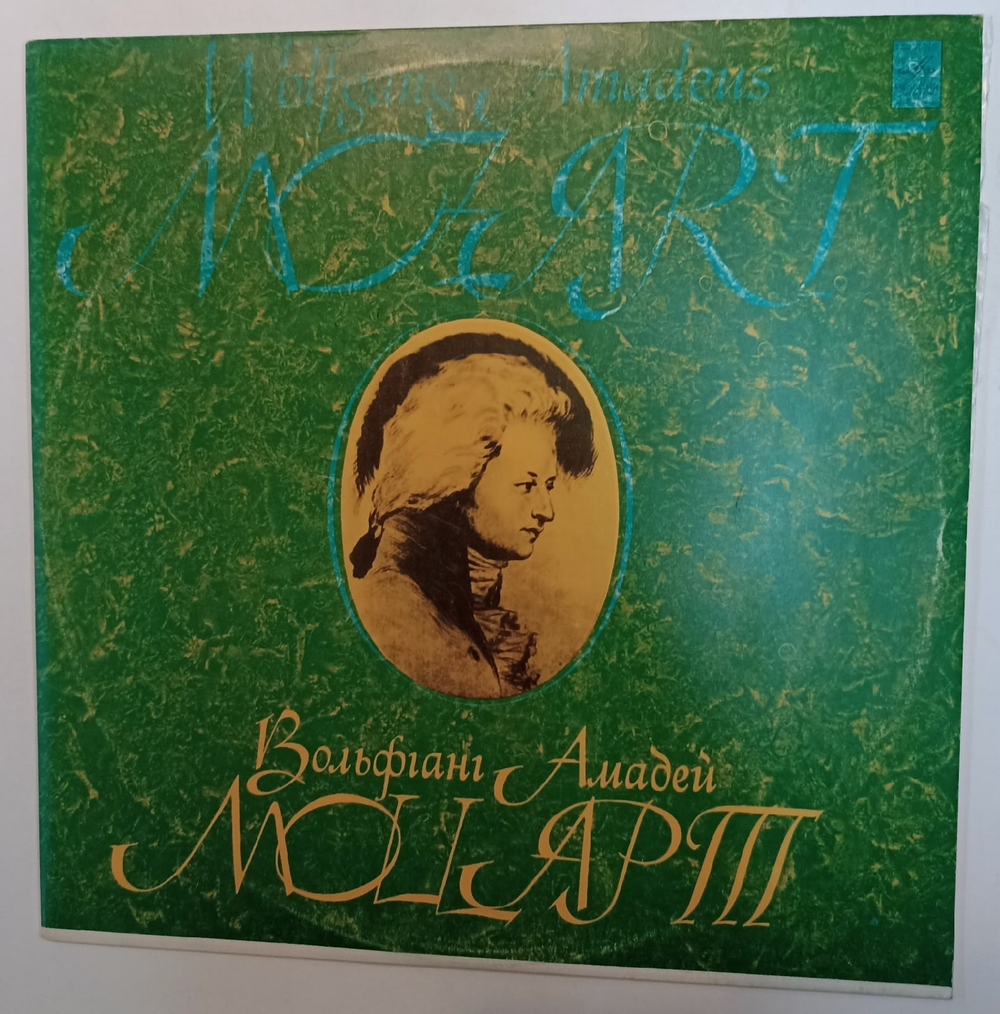 Wolfgang Amadeus
MOZART
Вольфганг Амадей
МОЦАРТ